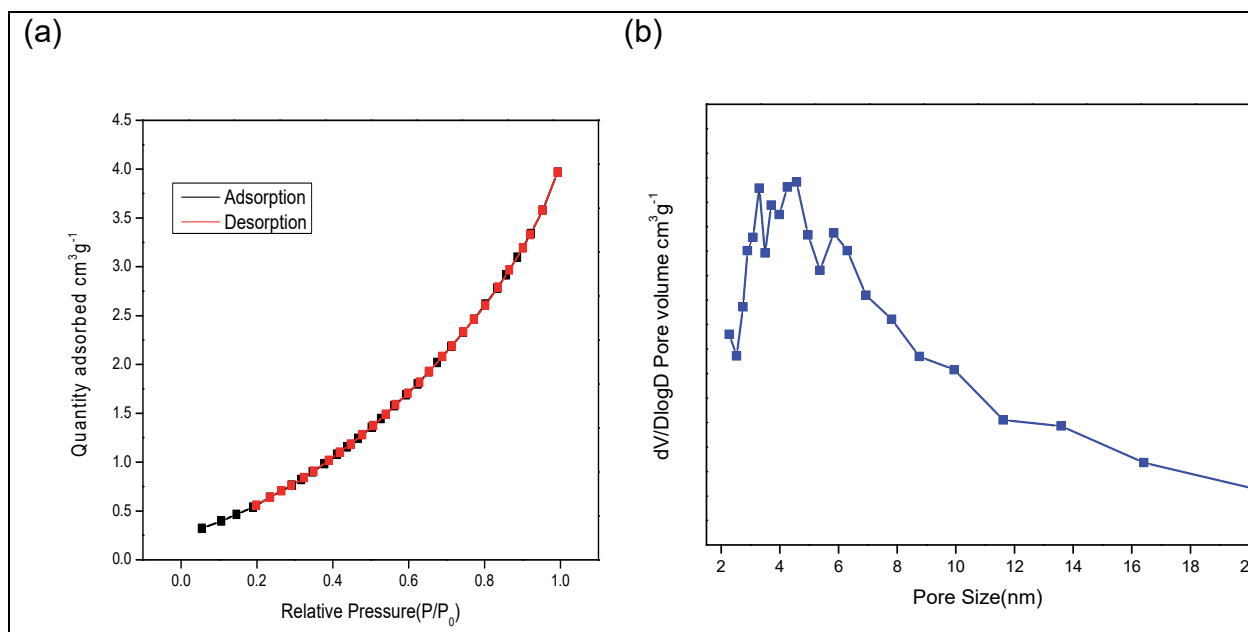 (a)
(b)
4.5
4.0
3.5
3.0
2.5
2.0
1.5
1.0
0.5
0.0
Adsorption
Desorption
Quantity adsorbed cm³g⁻¹
0.0 0.2 0.4 0.6 0.8 1.0
Relative Pressure(P/P₀)
dV/DlogD Pore volume cm³g⁻¹
2 4 6 8 10 12 14 16 18 20
Pore Size(nm)